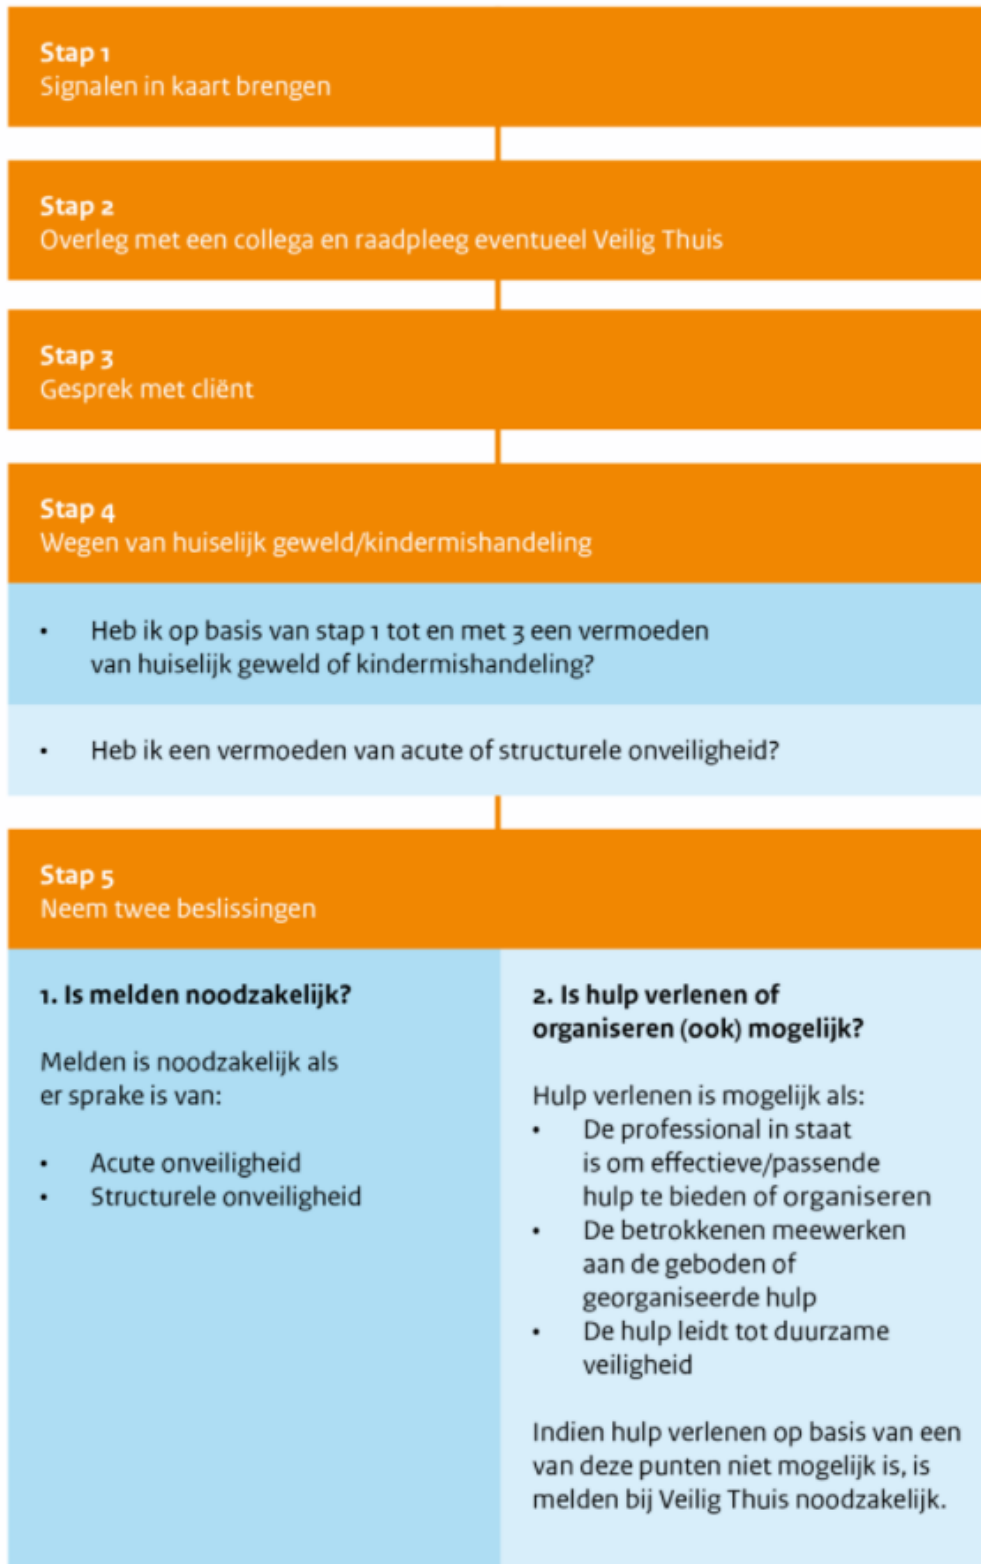 Stap 1
Signalen in kaart brengen
Stap 2
Overleg met een collega en raadpleeg eventueel Veilig Thuis
Stap 3
Gesprek met cliënt
Stap 4
Wegen van huiselijk geweld/kindermishandeling
• Heb ik op basis van stap 1 tot en met 3 een vermoeden
van huiselijk geweld of kindermishandeling?
• Heb ik een vermoeden van acute of structurele onveiligheid?
Stap 5
Neem twee beslissingen
1. Is melden noodzakelijk?
Melden is noodzakelijk als
er sprake is van:
• Acute onveiligheid
• Structurele onveiligheid
2. Is hulp verlenen of
organiseren (ook) mogelijk?
Hulp verlenen is mogelijk als:
• De professional in staat
is om effectieve/passende
hulp te bieden of organiseren
• De betrokkenen meewerken
aan de geboden of
georganiseerde hulp
• De hulp leidt tot duurzame
veiligheid
Indien hulp verlenen op basis van een
van deze punten niet mogelijk is, is
melden bij Veilig Thuis noodzakelijk.